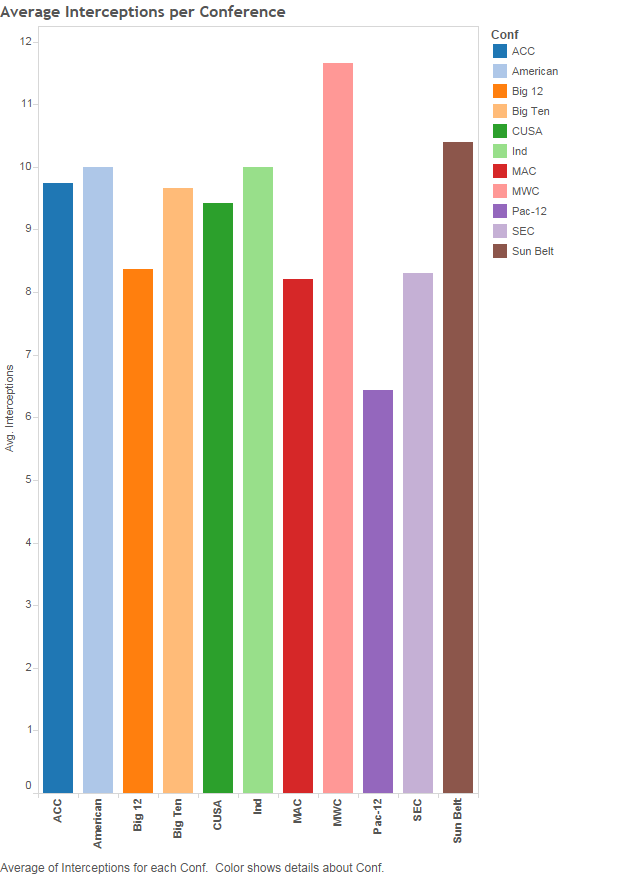 Average Interceptions per Conference
Conf
ACC
American
Big 12
Big Ten
CUSA
Ind
MAC
MWC
Pac-12
SEC
Sun Belt
Avg. Interceptions
12
11
10
9
8
7
6
5
4
3
2
1
0
ACC
American
Big 12
Big Ten
CUSA
Ind
MAC
MWC
Pac-12
SEC
Sun Belt
Average of Interceptions for each Conf.  Color shows details about Conf.